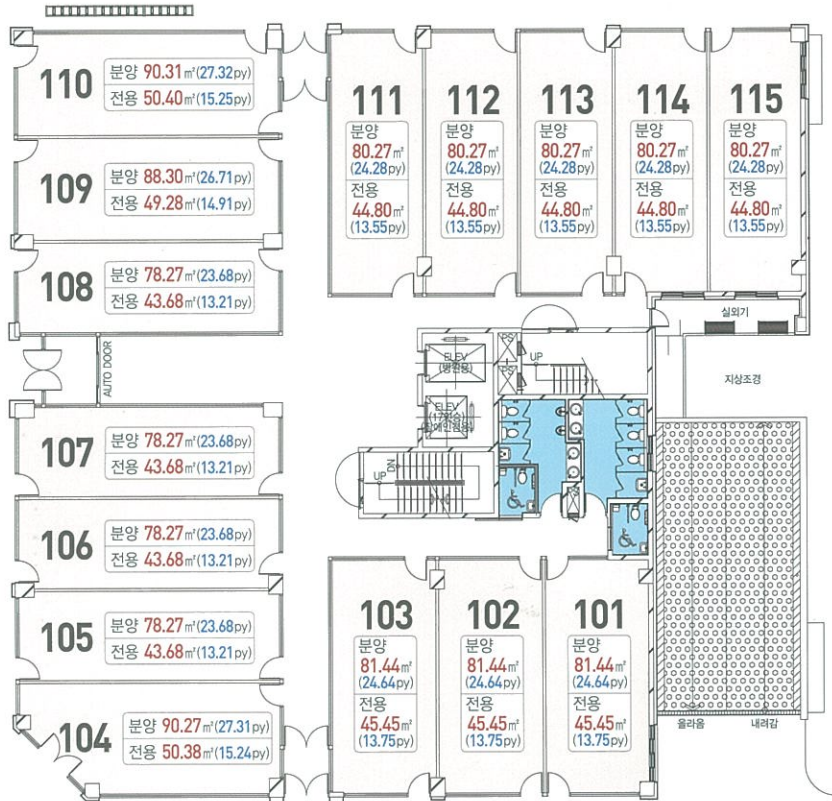 110
분양 90.31㎡(27.32py)
전용 50.40㎡(15.25py)
109
분양 88.30㎡(26.71py)
전용 49.28㎡(14.91py)
108
분양 78.27㎡(23.68py)
전용 43.68㎡(13.21py)
111
분양
80.27㎡
(24.28py)
전용
44.80㎡
(13.55py)
112
분양
80.27㎡
(24.28py)
전용
44.80㎡
(13.55py)
113
분양
80.27㎡
(24.28py)
전용
44.80㎡
(13.55py)
114
분양
80.27㎡
(24.28py)
전용
44.80㎡
(13.55py)
115
분양
80.27㎡
(24.28py)
전용
44.80㎡
(13.55py)
실외기
지상조경
AUTO DOOR
ELEV
(병원용)
ELEV
PS
PS
UP
UP
DN
107
분양 78.27㎡(23.68py)
전용 43.68㎡(13.21py)
106
분양 78.27㎡(23.68py)
전용 43.68㎡(13.21py)
105
분양 78.27㎡(23.68py)
전용 43.68㎡(13.21py)
104
분양 90.27㎡(27.31py)
전용 50.38㎡(15.24py)
103
분양
81.44㎡
(24.64py)
전용
45.45㎡
(13.75py)
102
분양
81.44㎡
(24.64py)
전용
45.45㎡
(13.75py)
101
분양
81.44㎡
(24.64py)
전용
45.45㎡
(13.75py)
올라옴
내려감